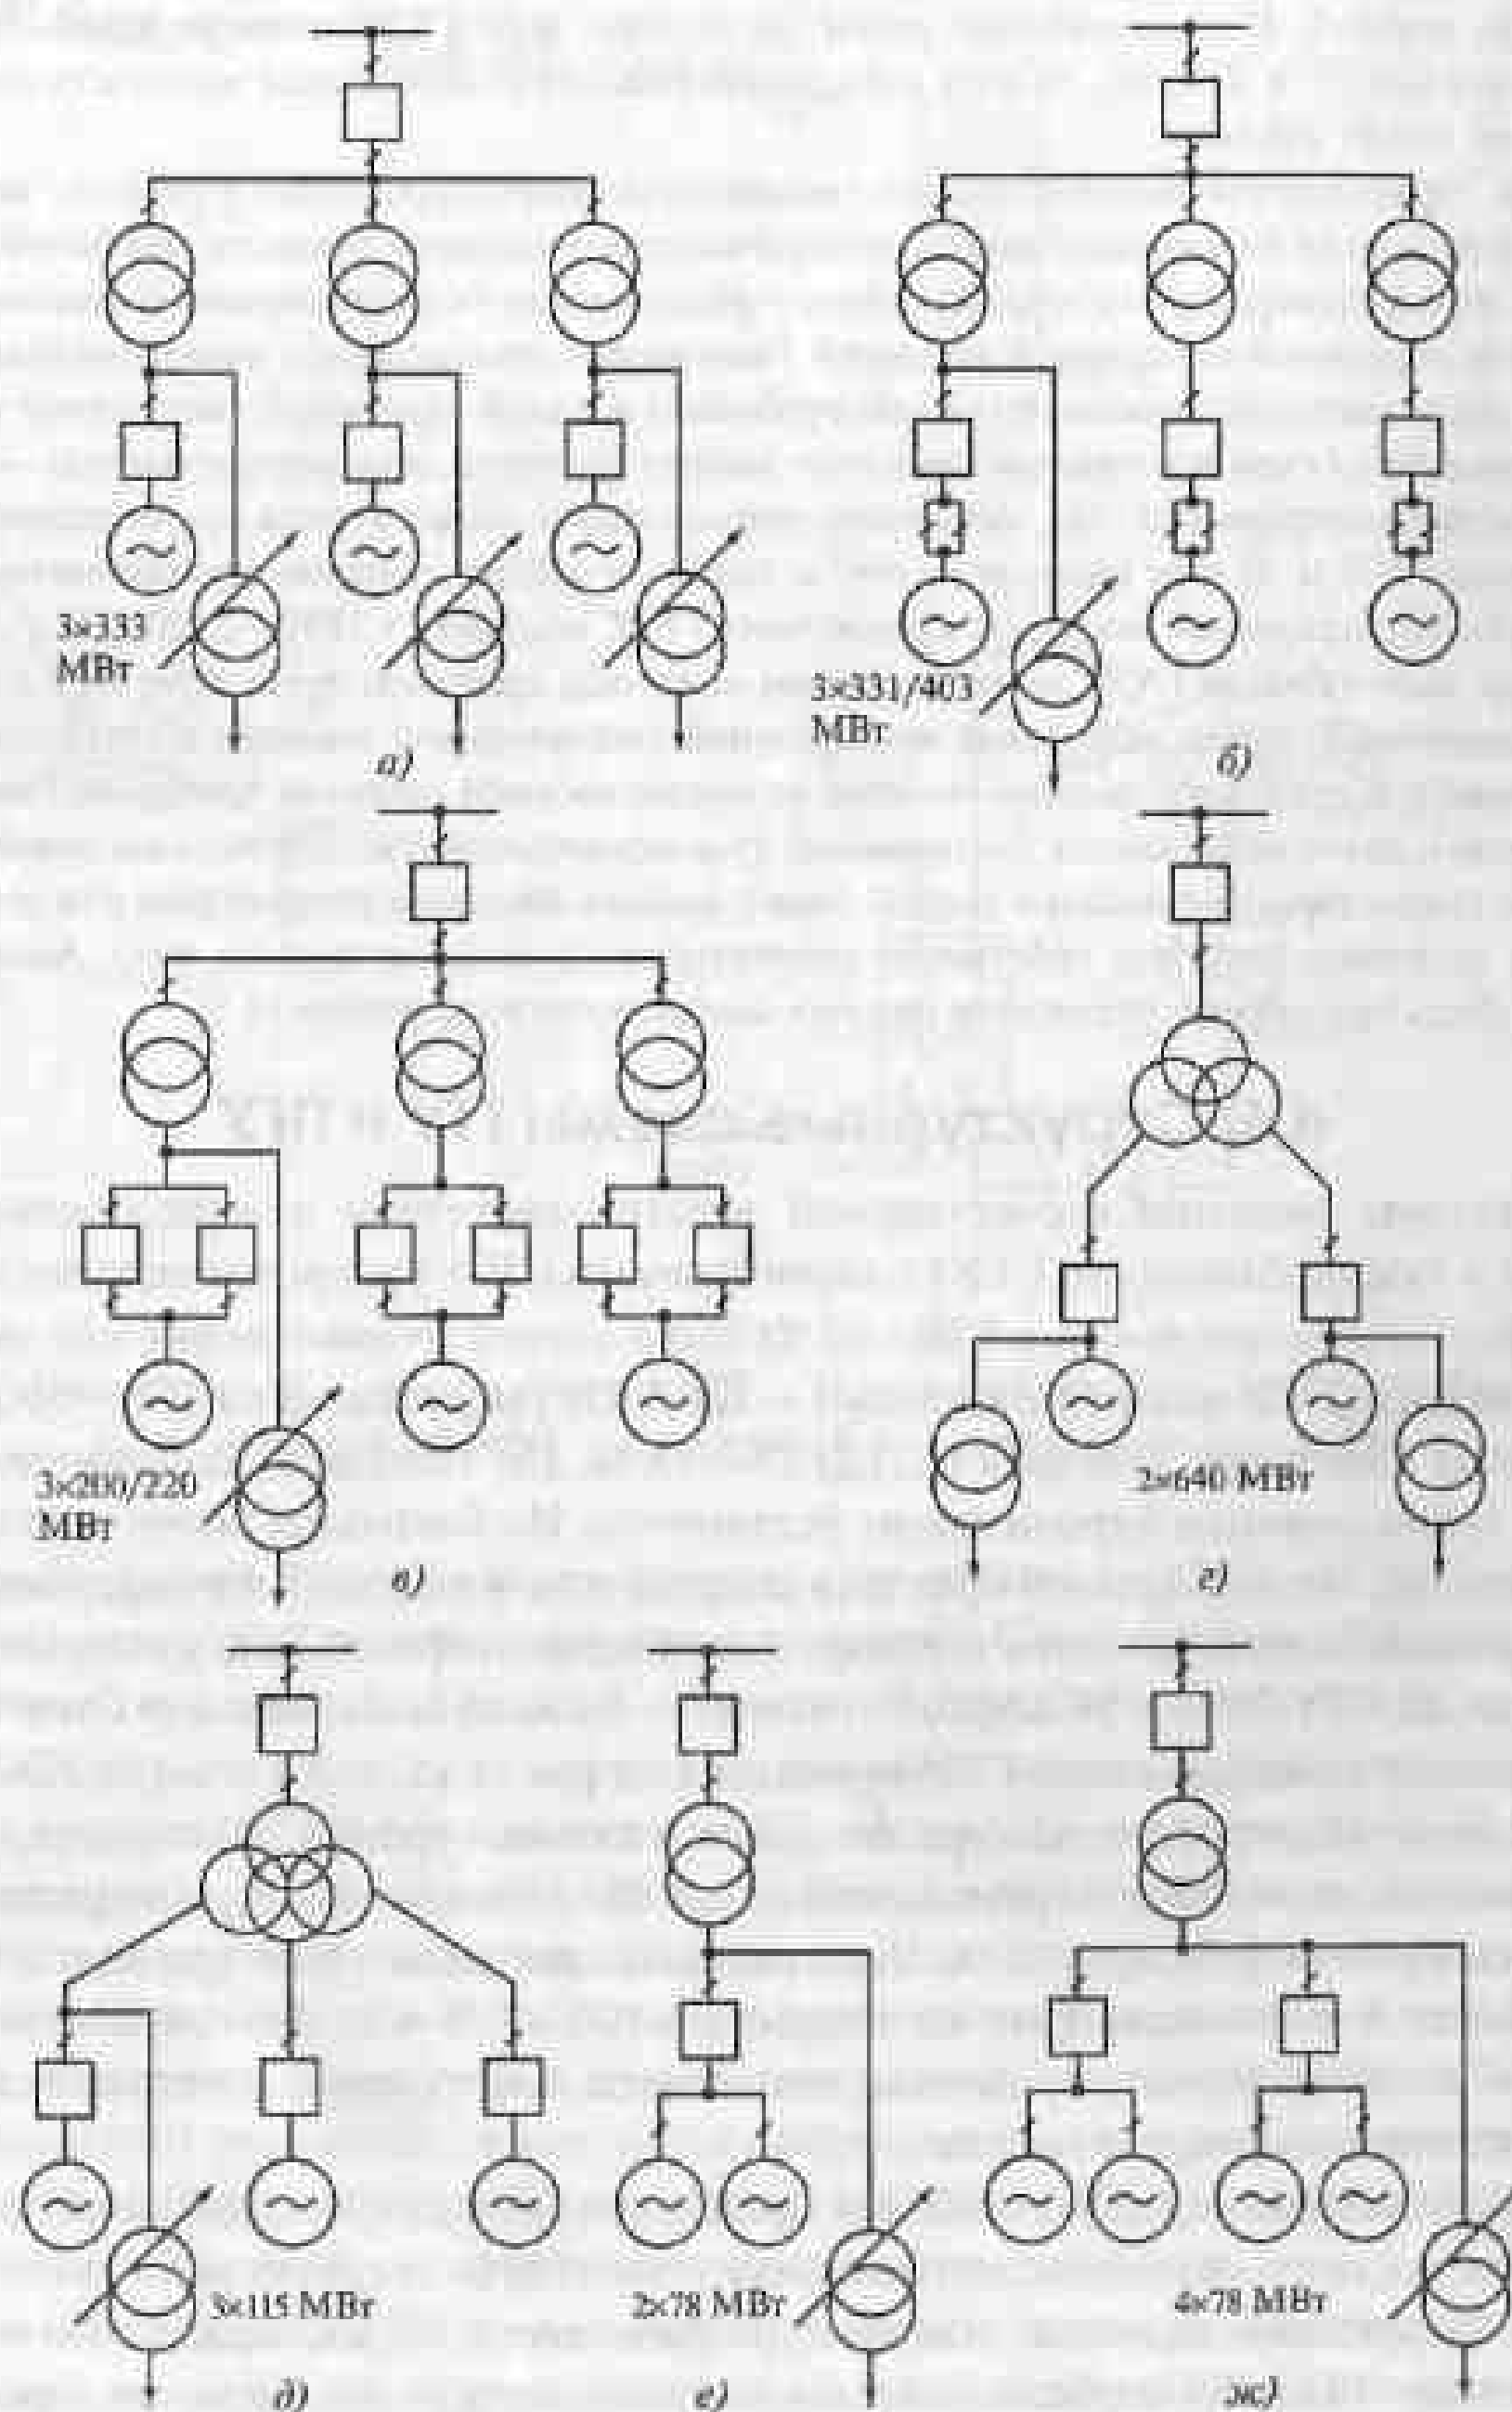 3×333
МВт
а)
3×331/403
МВт
б)
3×200/220
МВт
в)
2×640 МВт
г)
3×115 МВт
д)
2×78 МВт
е)
4×78 МВт
ж)